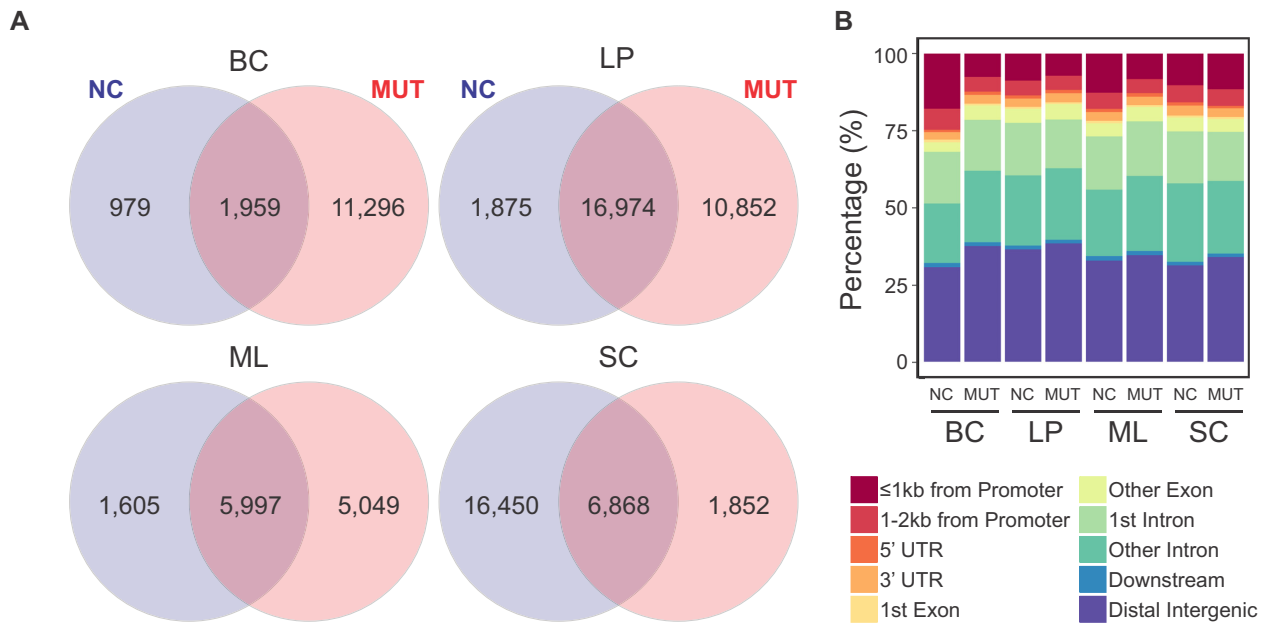 A
BC
NC
MUT
979
1,959
11,296
LP
NC
MUT
1,875
16,974
10,852
ML
1,605
5,997
5,049
SC
16,450
6,868
1,852
B
Percentage (%)
100
75
50
25
0
NC MUT NC MUT NC MUT NC MUT
BC LP ML SC
≤1kb from Promoter
1-2kb from Promoter
5’ UTR
3’ UTR
1st Exon
Other Exon
1st Intron
Other Intron
Downstream
Distal Intergenic